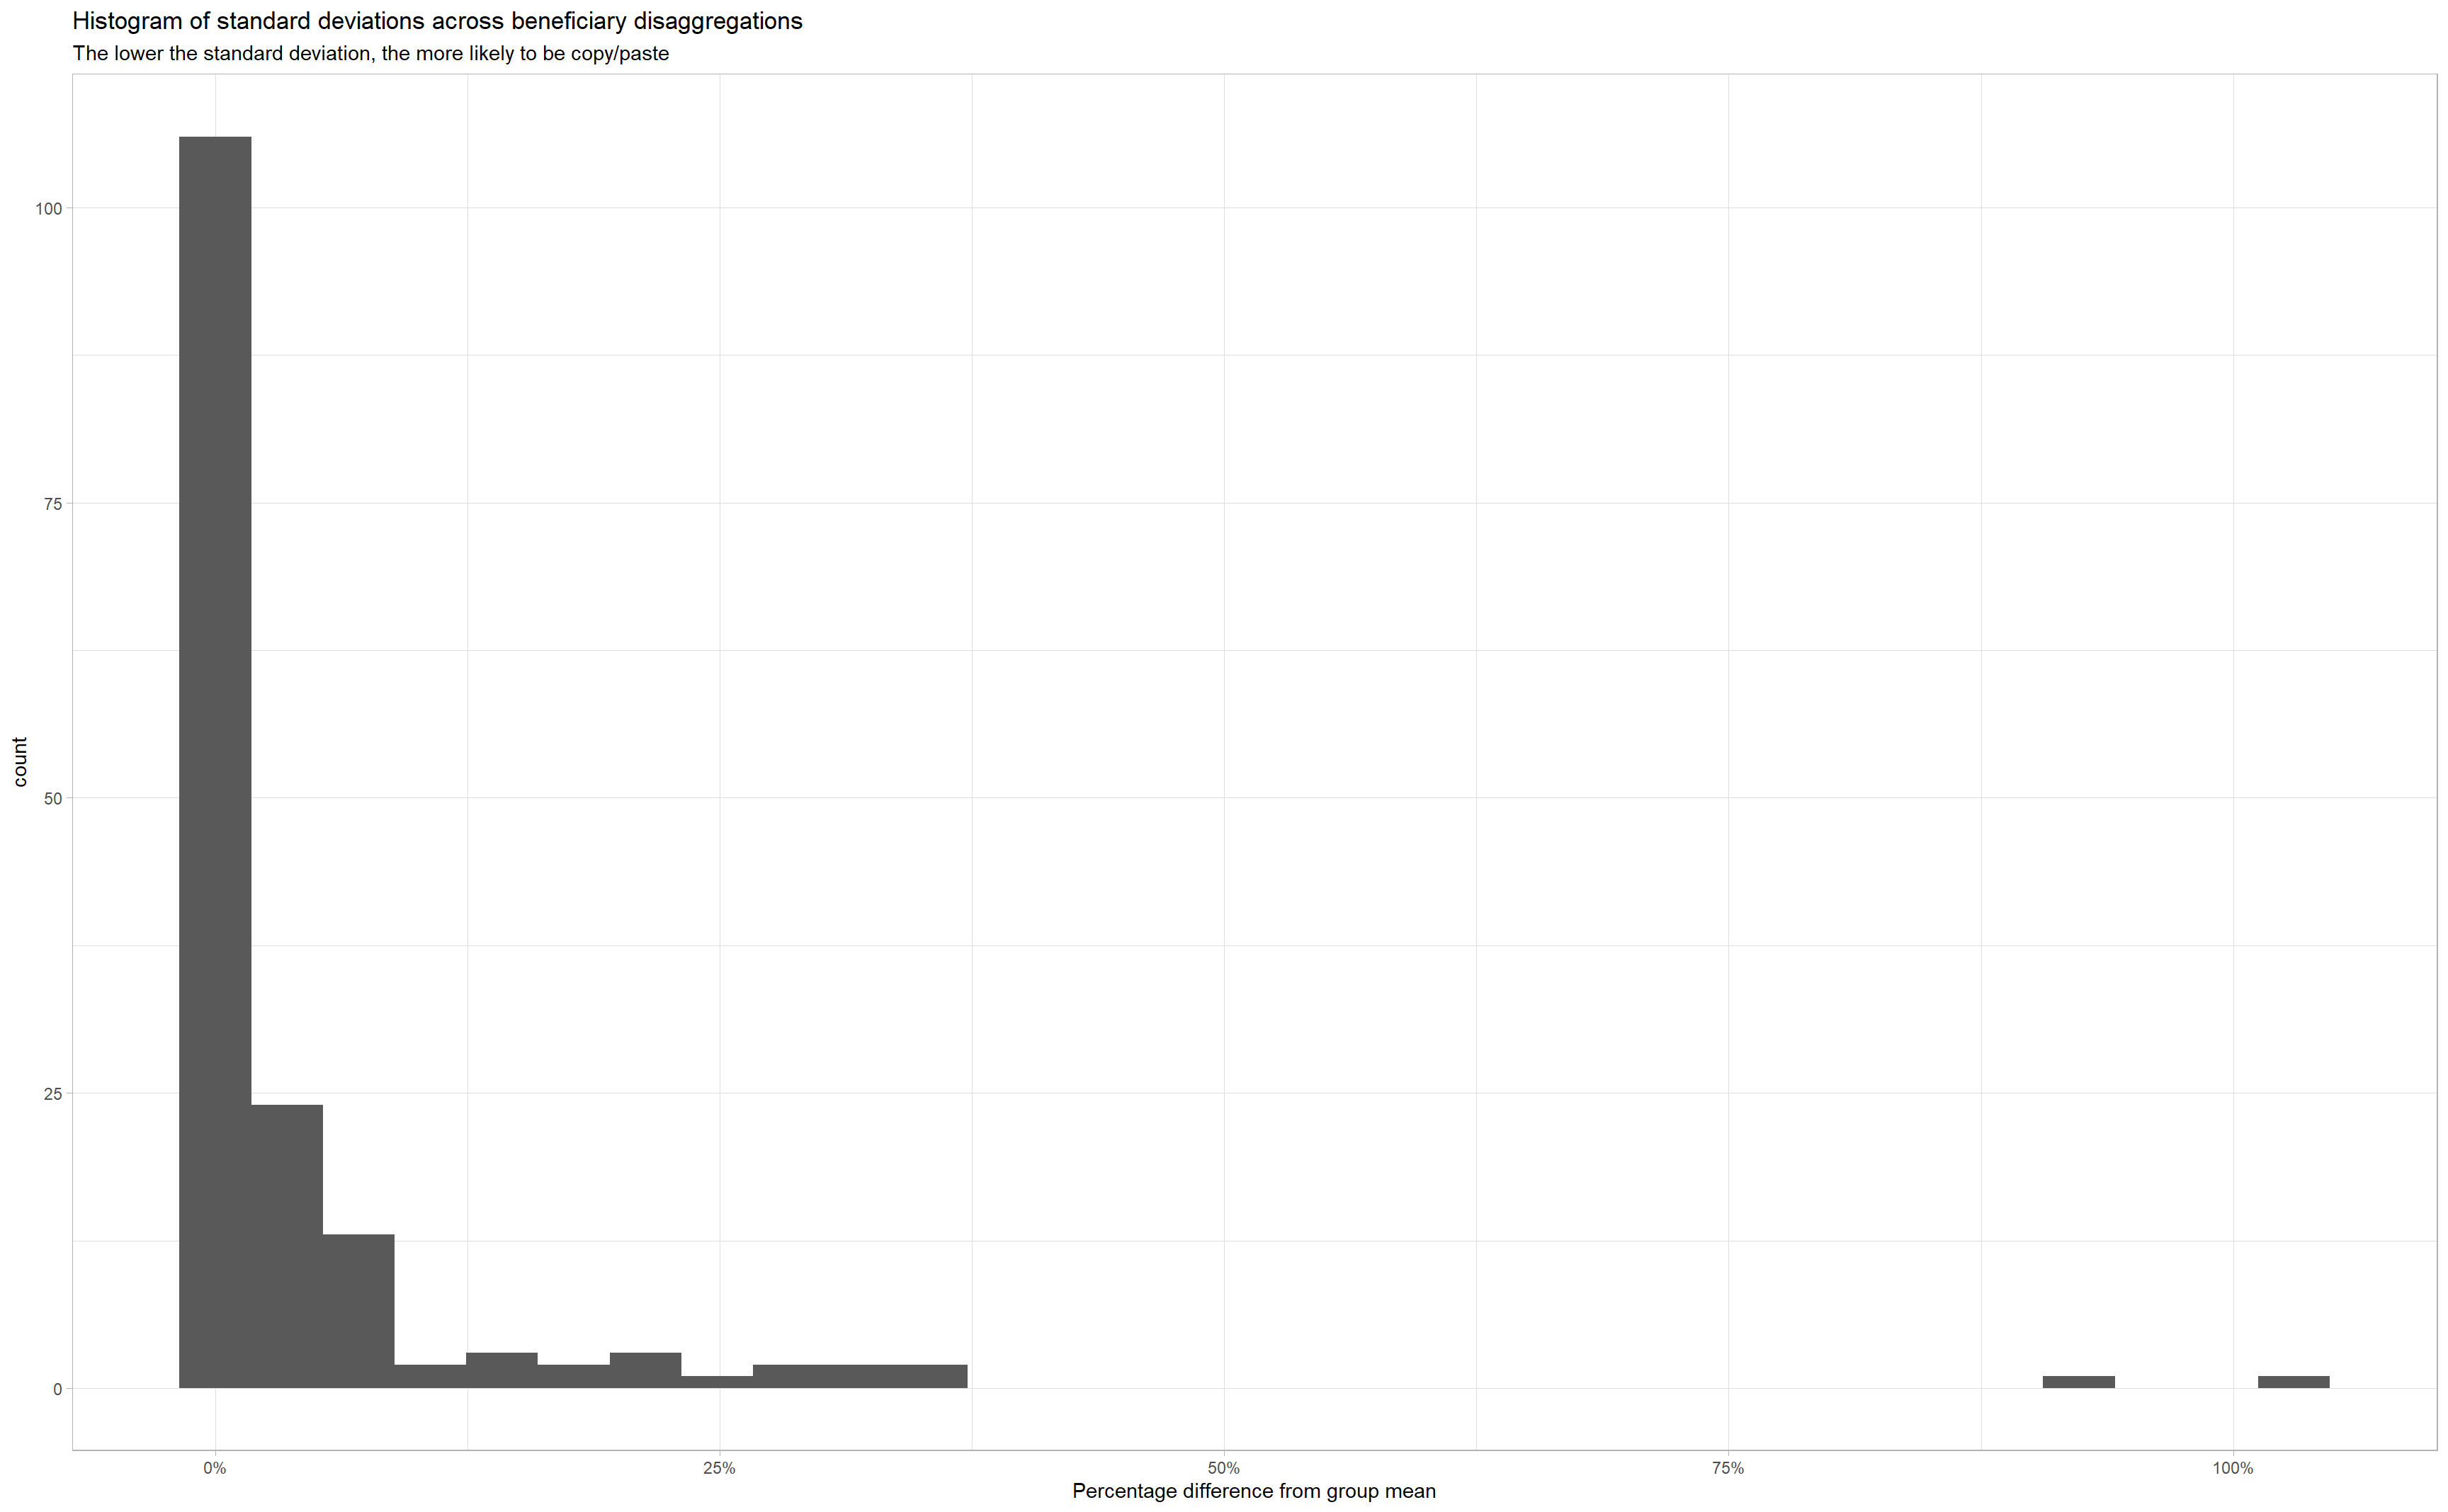 Histogram of standard deviations across beneficiary disaggregations
The lower the standard deviation, the more likely to be copy/paste
100
75
50
25
0
count
0% 25% 50% 75% 100%
Percentage difference from group mean